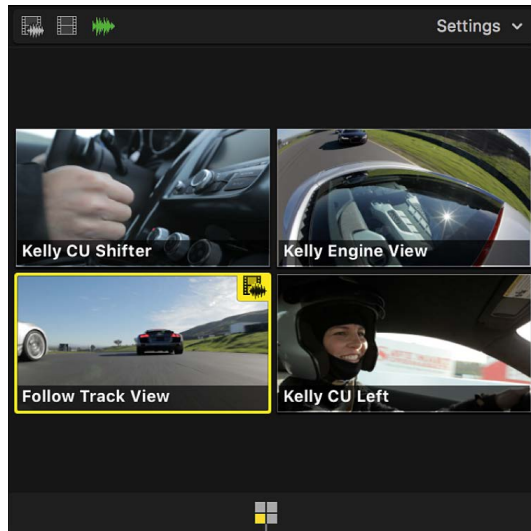 Settings
Kelly CU Shifter
Kelly Engine View
Follow Track View
Kelly CU Left